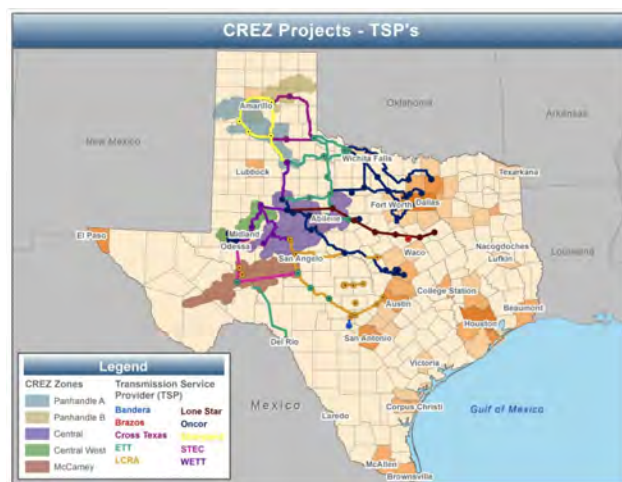 CREZ Projects - TSP's
Oklahoma
Arkansas
New Mexico
Amarillo
Wichita Falls
Lubbock
Texarkana
Fort Worth
Dallas
Abilene
El Paso
Midland
Odessa
Waco
Nacogdoches
Lufkin
Louisiana
San Angelo
College Station
Austin
Beaumont
Houston
Del Rio
San Antonio
Victoria
Mexico
Corpus Christi
Gulf of Mexico
Laredo
McAllen
Brownsville
Legend
CREZ Zones
Panhandle A
Panhandle B
Central
Central West
McCamey
Transmission Service
Provider (TSP)
Bandera
Brazos
Cross Texas
ETT
LCRA
Lone Star
Oncor
STEC
WETT